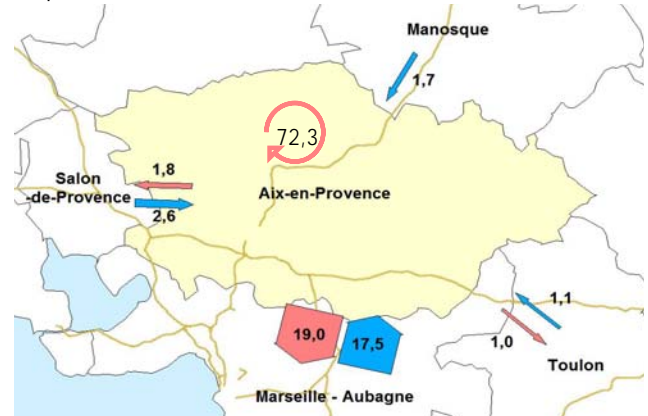 Manosque
1,7
72,3
Salon
-de-Provence
1,8
2,6
Aix-en-Provence
19,0
17,5
1,1
1,0
Toulon
Marseille - Aubagne